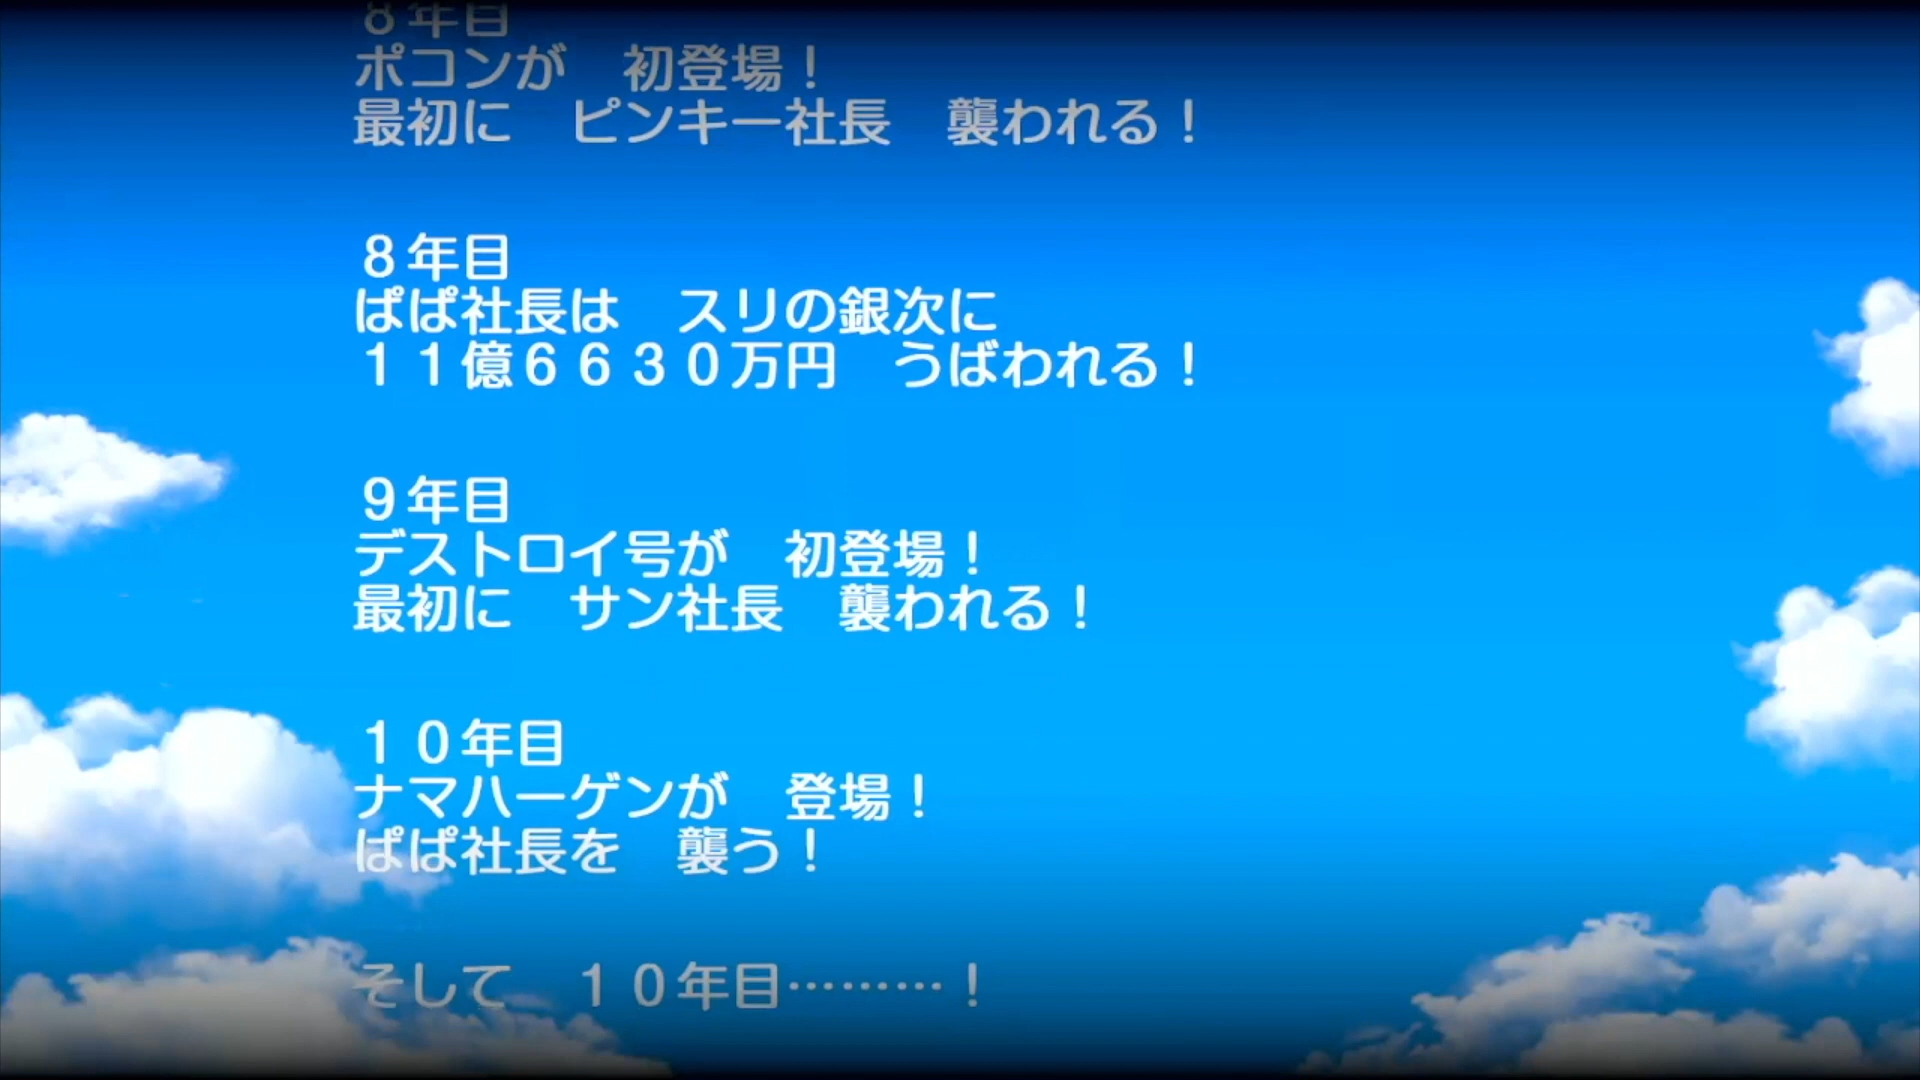 ８年目
ポコンが　初登場！
最初に　ピンキー社長　襲われる！
８年目
ぱぱ社長は　スリの銀次に
１１億６６３０万円　うばわれる！
９年目
デストロイ号が　初登場！
最初に　サン社長　襲われる！
１０年目
ナマハーゲンが　登場！
ぱぱ社長を　襲う！
そして　１０年目………！